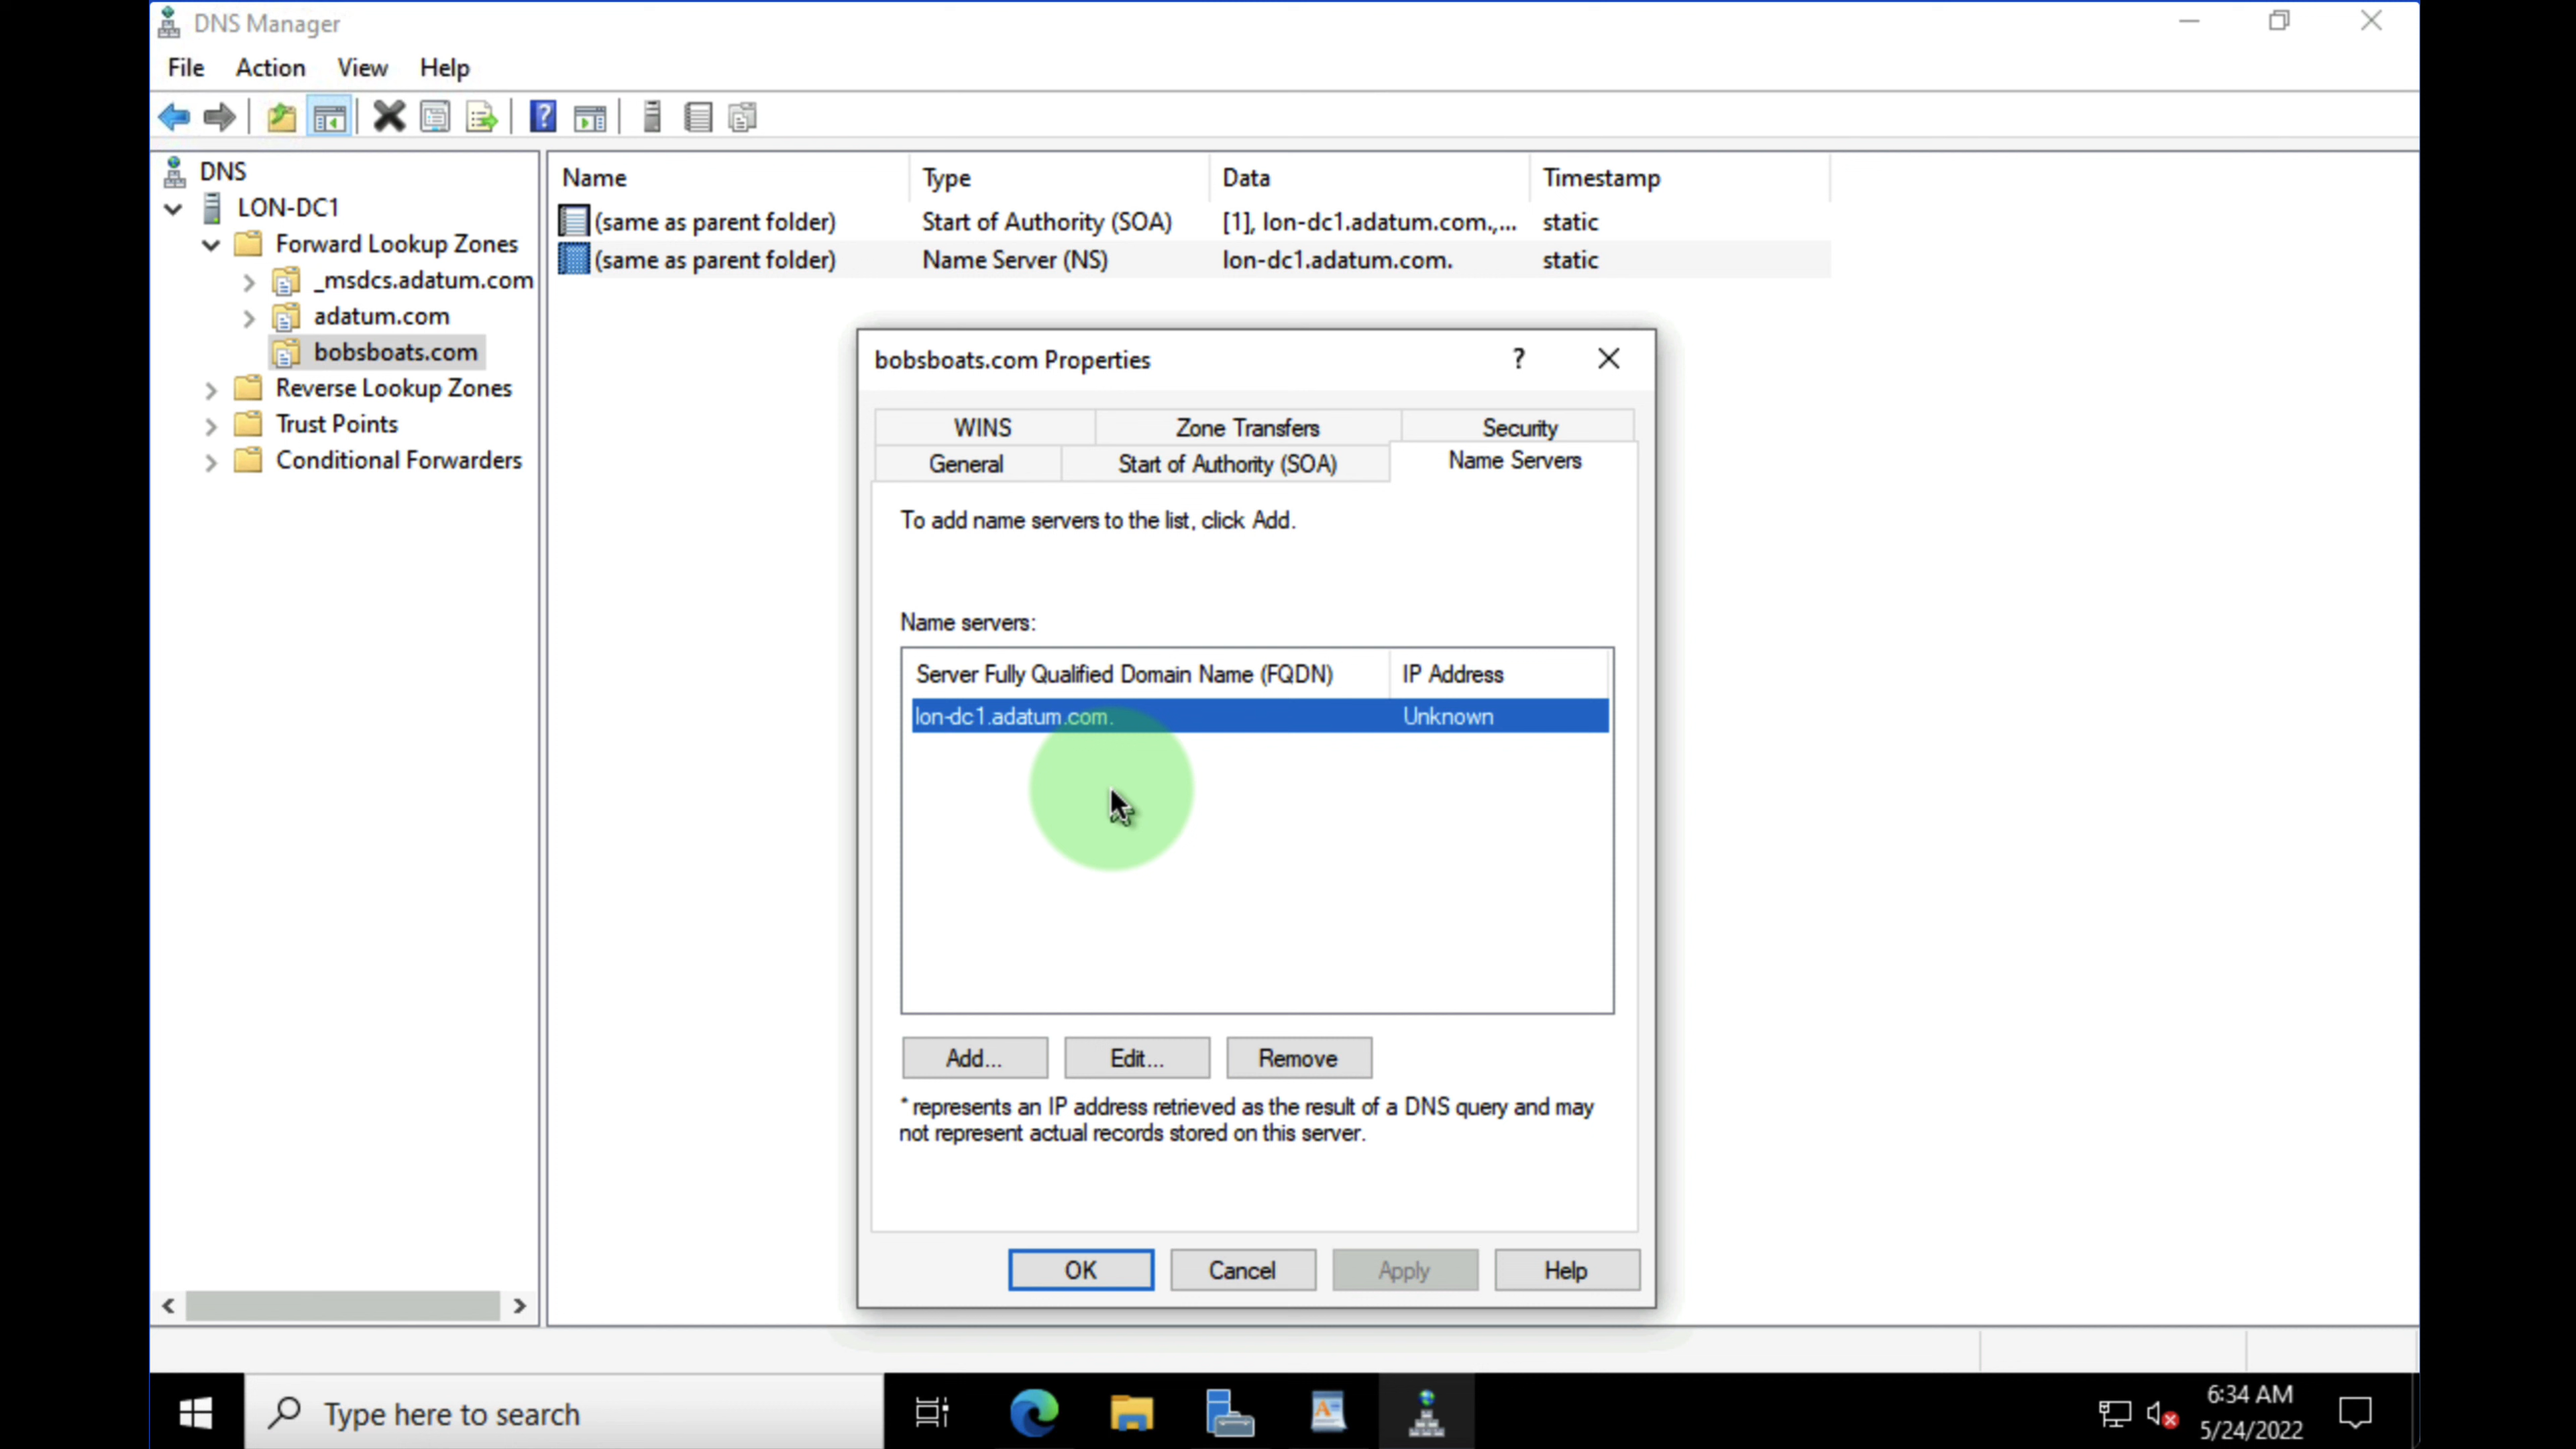 DNS Manager
File Action View Help
DNS
LON-DC1
Forward Lookup Zones
_msdcs.adatum.com
adatum.com
bobsboats.com
Reverse Lookup Zones
Trust Points
Conditional Forwarders
Name Type Data Timestamp
(same as parent folder) Start of Authority (SOA) [1], lon-dc1.adatum.com.,... static
(same as parent folder) Name Server (NS) lon-dc1.adatum.com. static
bobsboats.com Properties ?
WINS Zone Transfers Security
General Start of Authority (SOA) Name Servers
To add name servers to the list, click Add.
Name servers:
Server Fully Qualified Domain Name (FQDN) IP Address
lon-dc1.adatum.com. Unknown
Add... Edit... Remove
* represents an IP address retrieved as the result of a DNS query and may
not represent actual records stored on this server.
OK Cancel Apply Help
Type here to search
6:34 AM
5/24/2022